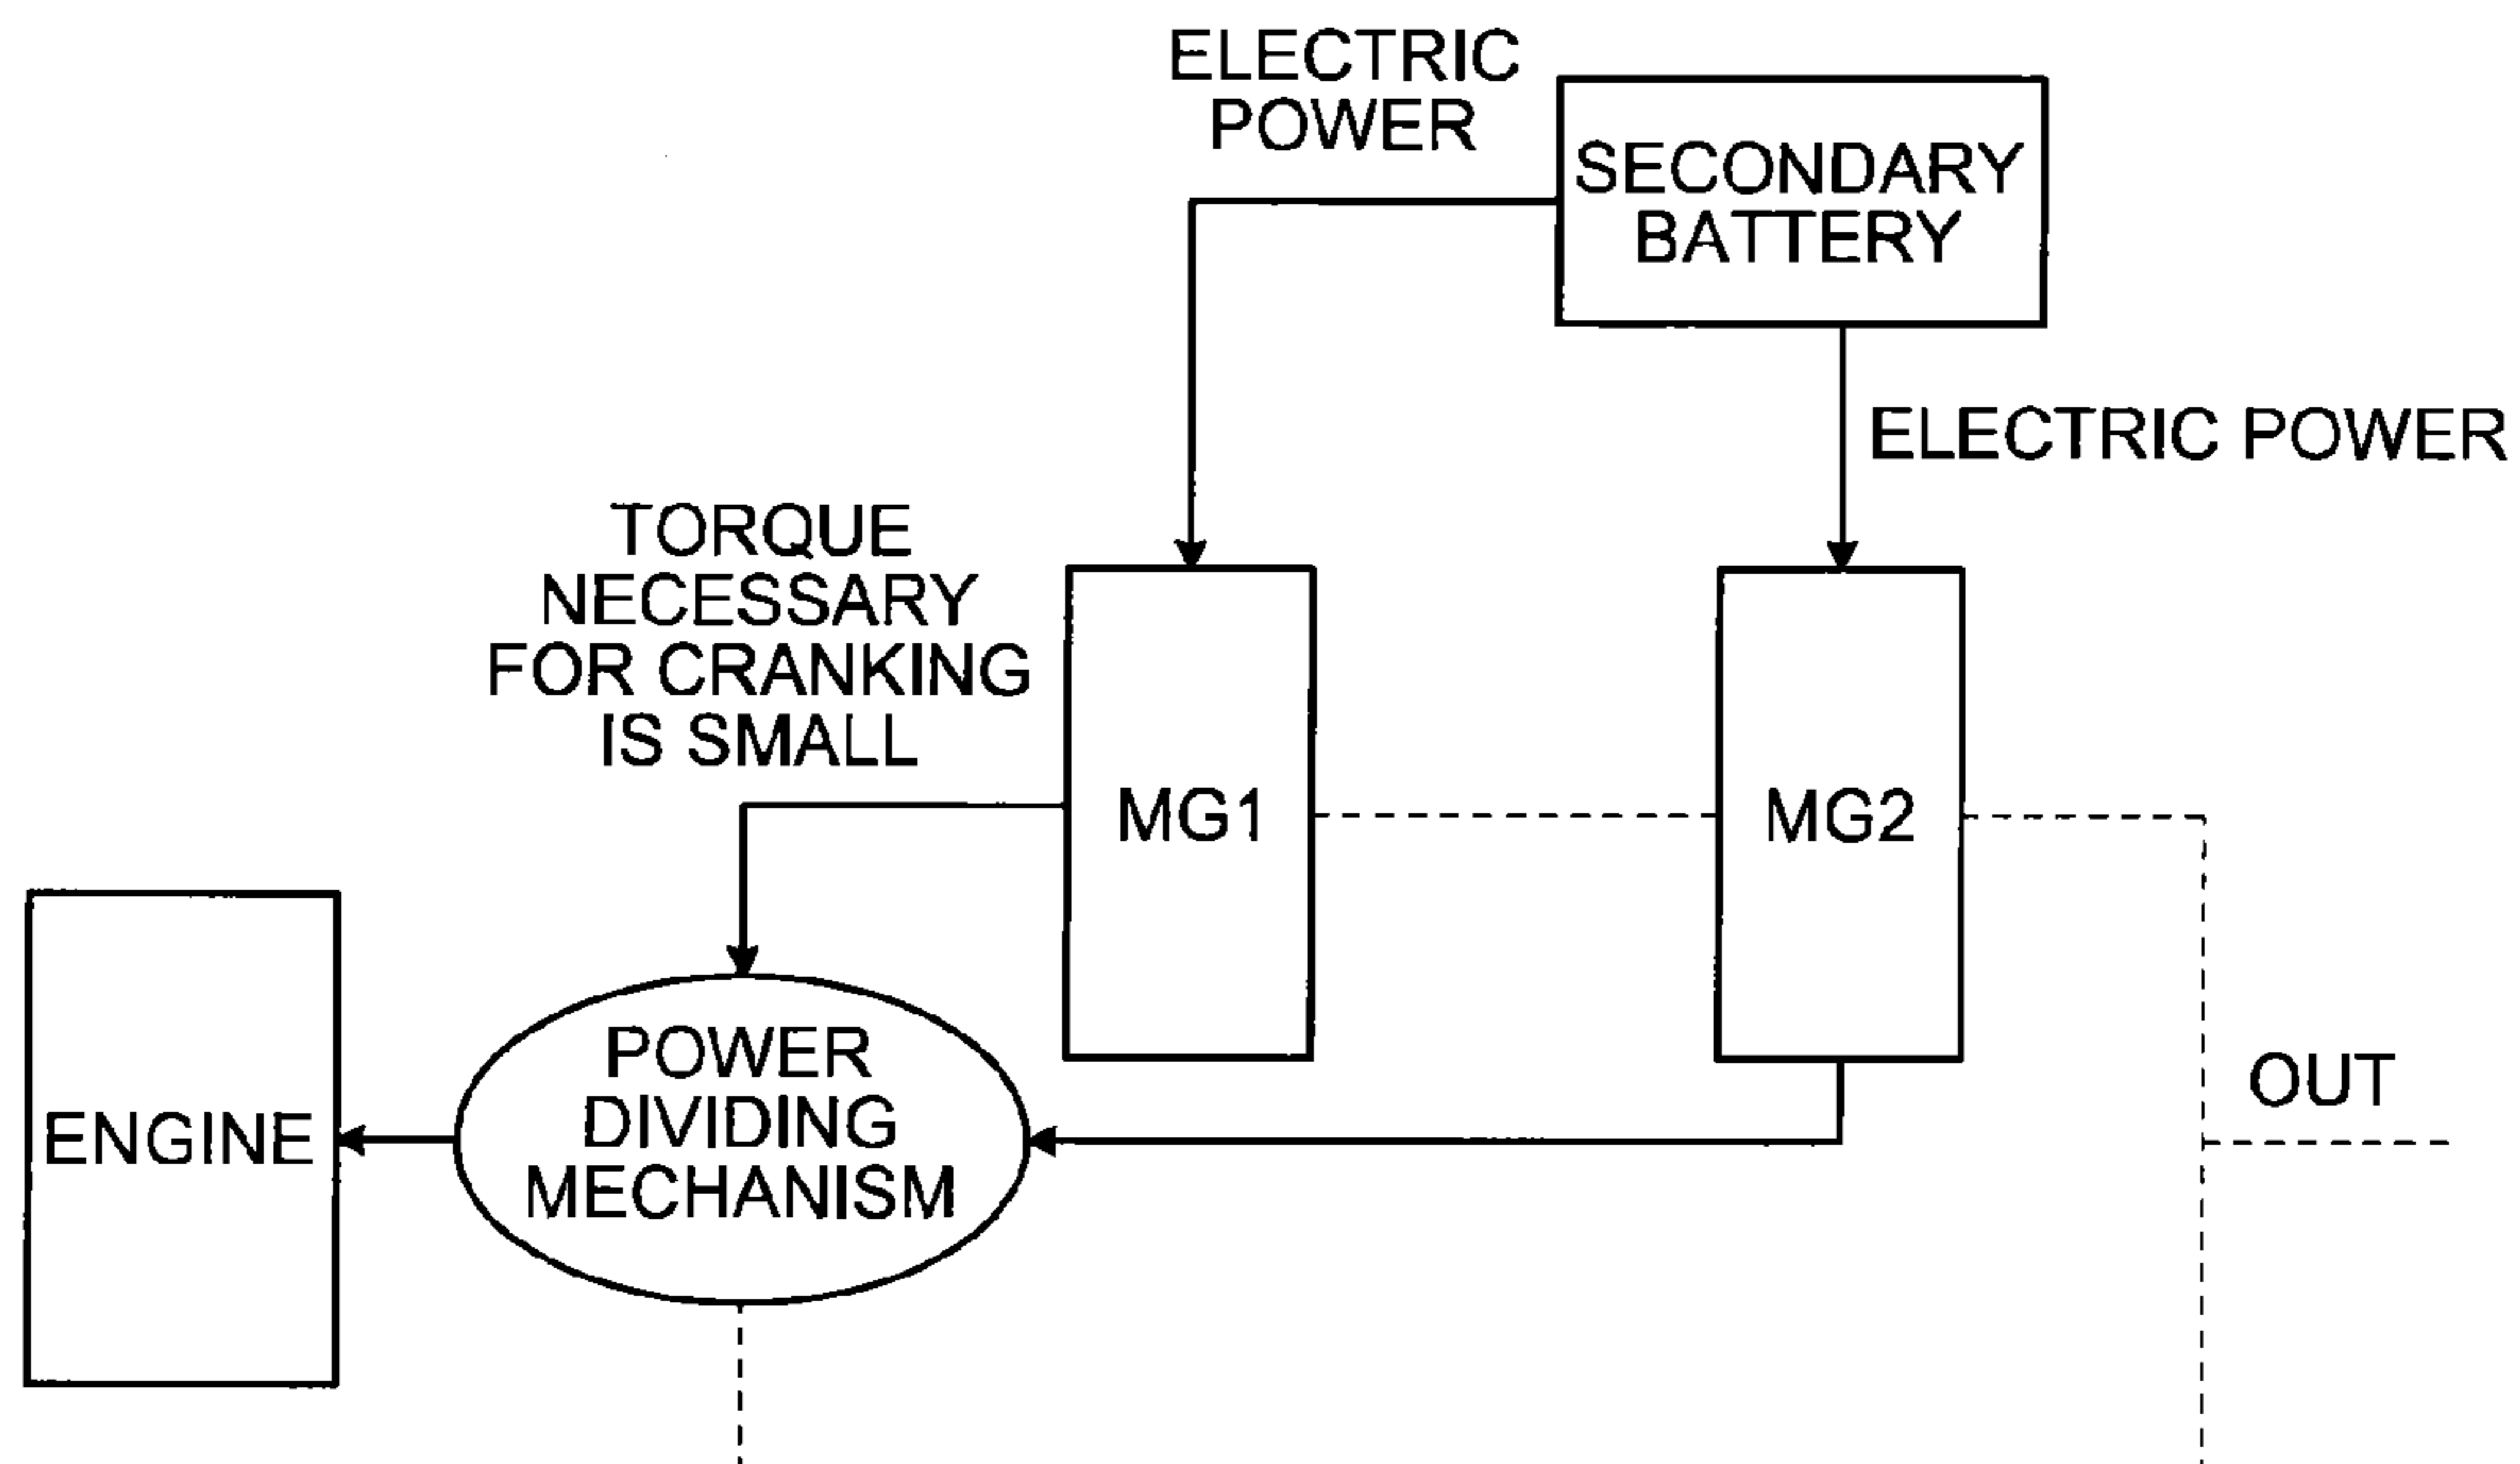 ELECTRIC
POWER
SECONDARY
BATTERY
ELECTRIC POWER
TORQUE
NECESSARY
FOR CRANKING
IS SMALL
MG1
MG2
ENGINE
POWER
DIVIDING
MECHANISM
OUT